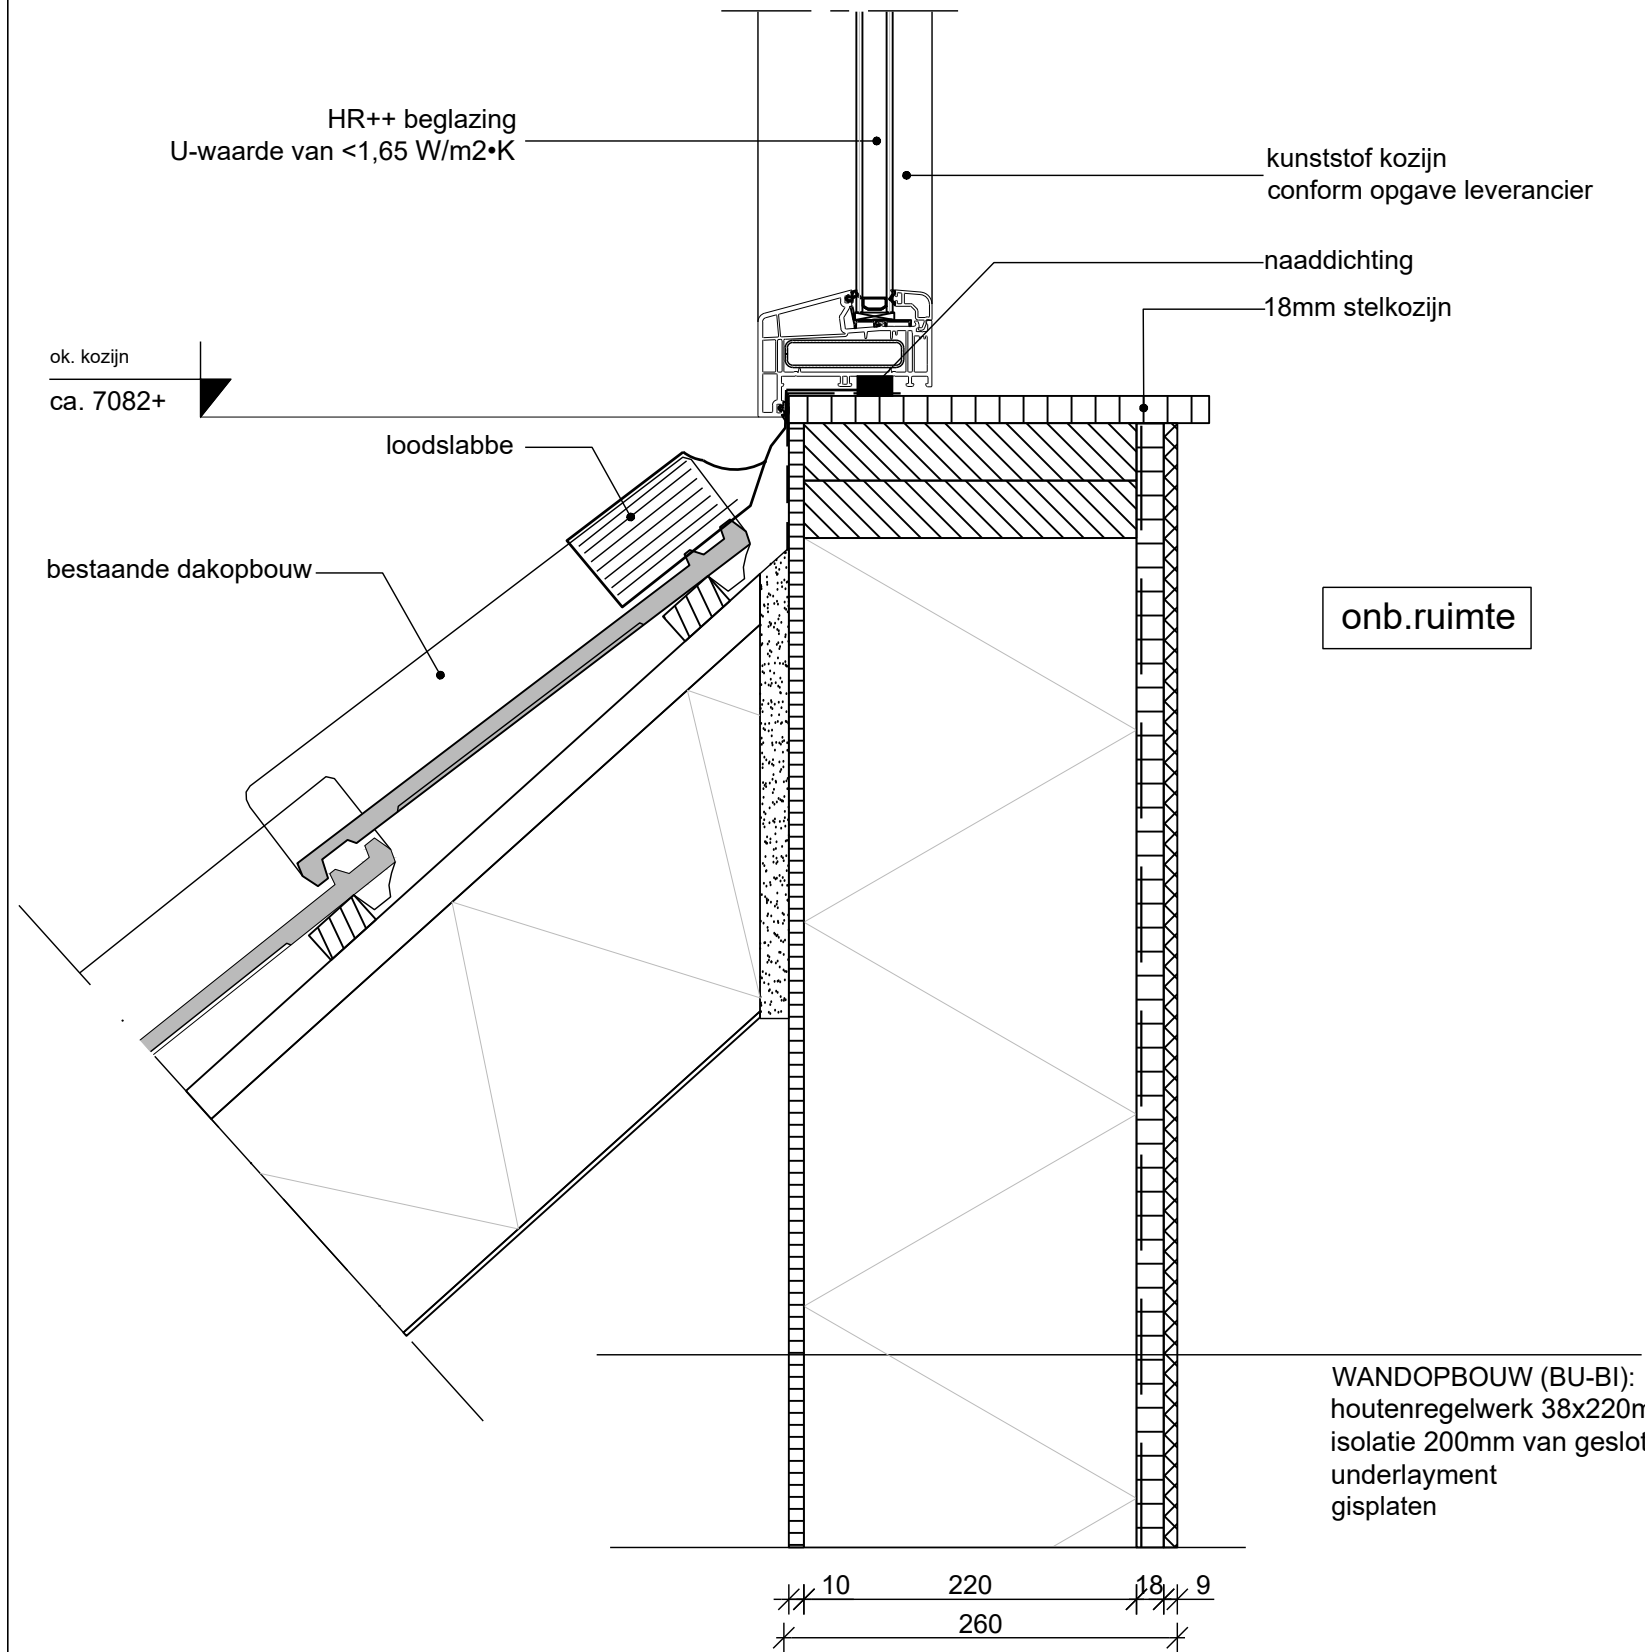 HR++ beglazing
U-waarde van <1,65 W/m2•K
kunststof kozijn
conform opgave leverancier
naaddichting
18mm stelkozijn
ok. kozijn
ca. 7082+
loodslabbe
bestaande dakopbouw
onb.ruimte
WANDOPBOUW (BU-BI):
houtenregelwerk 38x220
isolatie 200mm van
underlayment
gisplaten
10 220 18 9
260